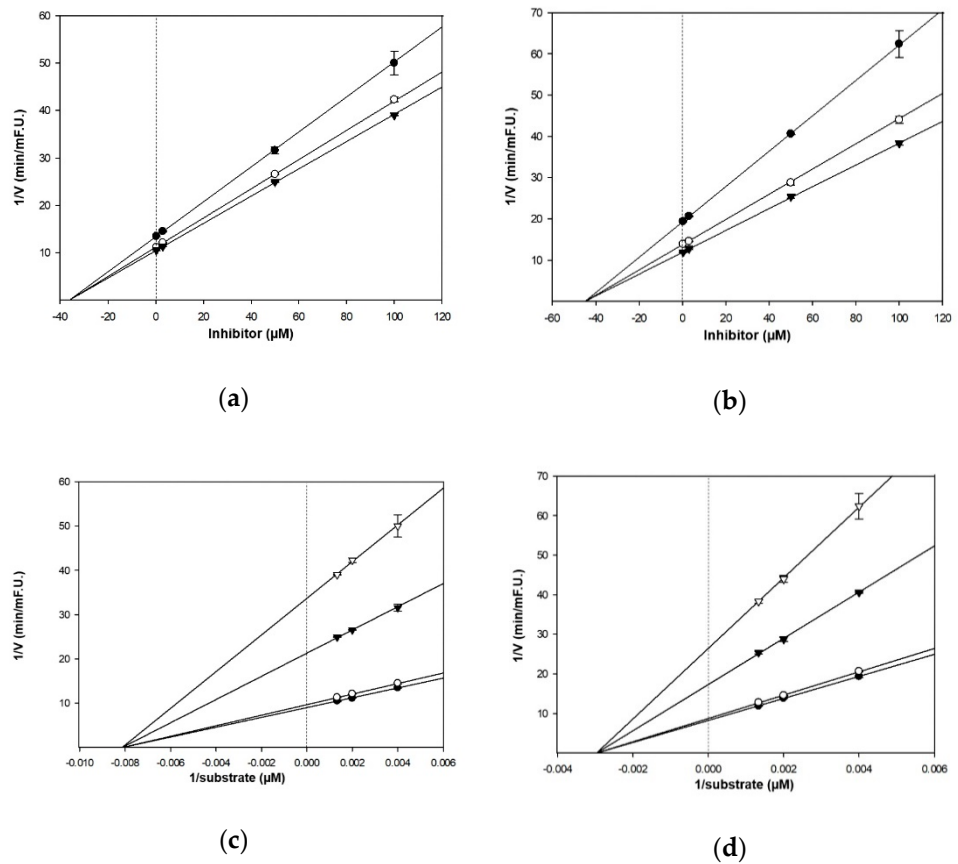 60
50
40
30
20
10
1/V (min/mF.U.)
-40 -20 0 20 40 60 80 100 120
Inhibitor (µM)
(a)
70
60
50
40
30
20
10
1/V (min/mF.U.)
-60 -40 -20 0 20 40 60 80 100 120
Inhibitor (µM)
(b)
60
50
40
30
20
10
1/V (min/mF.U.)
-0.010 -0.008 -0.006 -0.004 -0.002 0.000 0.002 0.004 0.006
1/substrate (µM)
(c)
70
60
50
40
30
20
10
1/V (min/mF.U.)
-0.004 -0.002 0.000 0.002 0.004 0.006
1/substrate (µM)
(d)